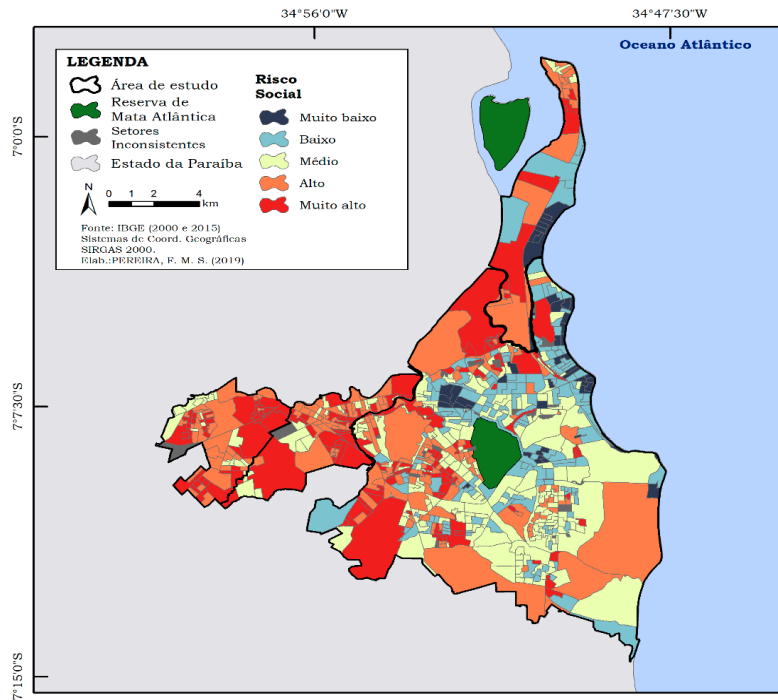 34°56'0"W
34°47'30"W
Oceano Atlântico
LEGENDA
Área de estudo
Reserva de
Mata Atlântica
Setores
Inconsistentes
Estado da Paraíba
Risco
Social
Muito baixo
Baixo
Médio
Alto
Muito alto
N
0 1 2 4
km
Fonte: IBGE (2000 e 2015)
Sistemas de Coord. Geográficas
SIRGAS 2000.
Elab.:PEREIRA, F. M. S. (2019)
7°0'0"S
7°7'30"S
7°15'0"S